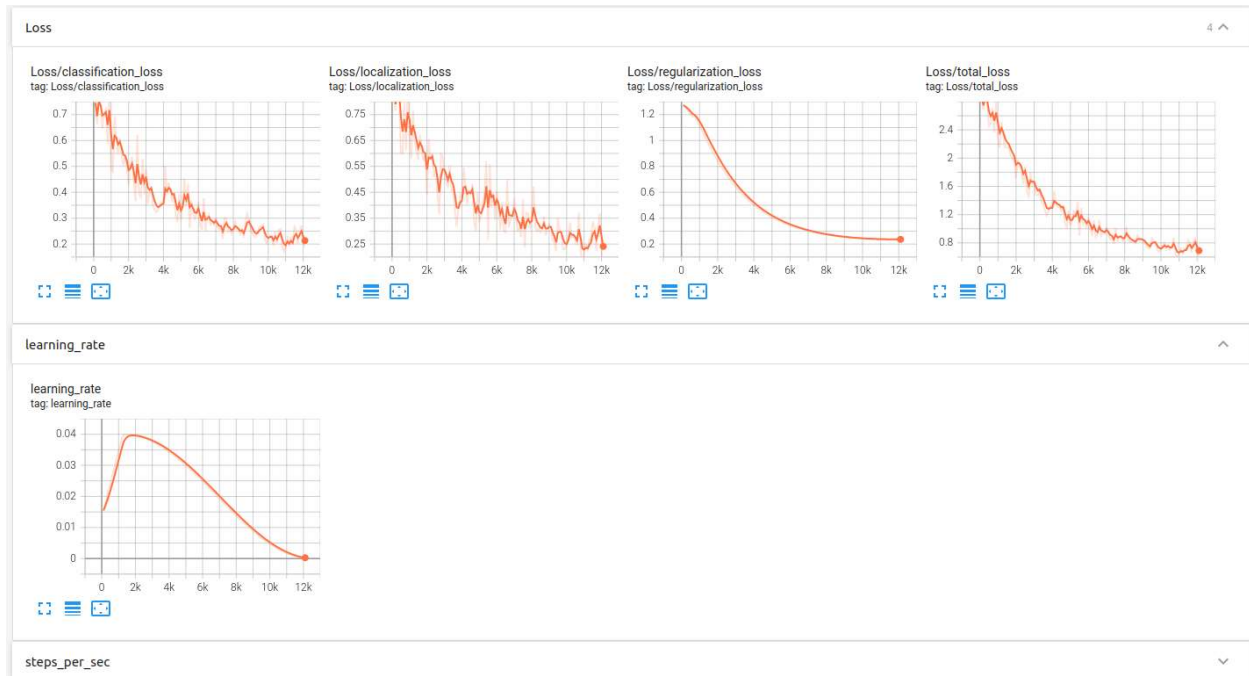 Loss 4
Loss/classification_loss Loss/localization_loss Loss/regularization_loss Loss/total_loss
tag: Loss/classification_loss tag: Loss/localization_loss tag: Loss/regularization_loss tag: Loss/total_loss
0.7 0.75 1.2 2.4
0.6 0.65 1 2
0.5 0.55 0.8 1.6
0.4 0.45 0.6 1.2
0.3 0.35 0.4 0.8
0.2 0.25 0.2
0 2k 4k 6k 8k 10k 12k 0 2k 4k 6k 8k 10k 12k 0 2k 4k 6k 8k 10k 12k 0 2k 4k 6k 8k 10k 12k
learning_rate
learning_rate
tag: learning_rate
0.04
0.03
0.02
0.01
0
0 2k 4k 6k 8k 10k 12k
steps_per_sec